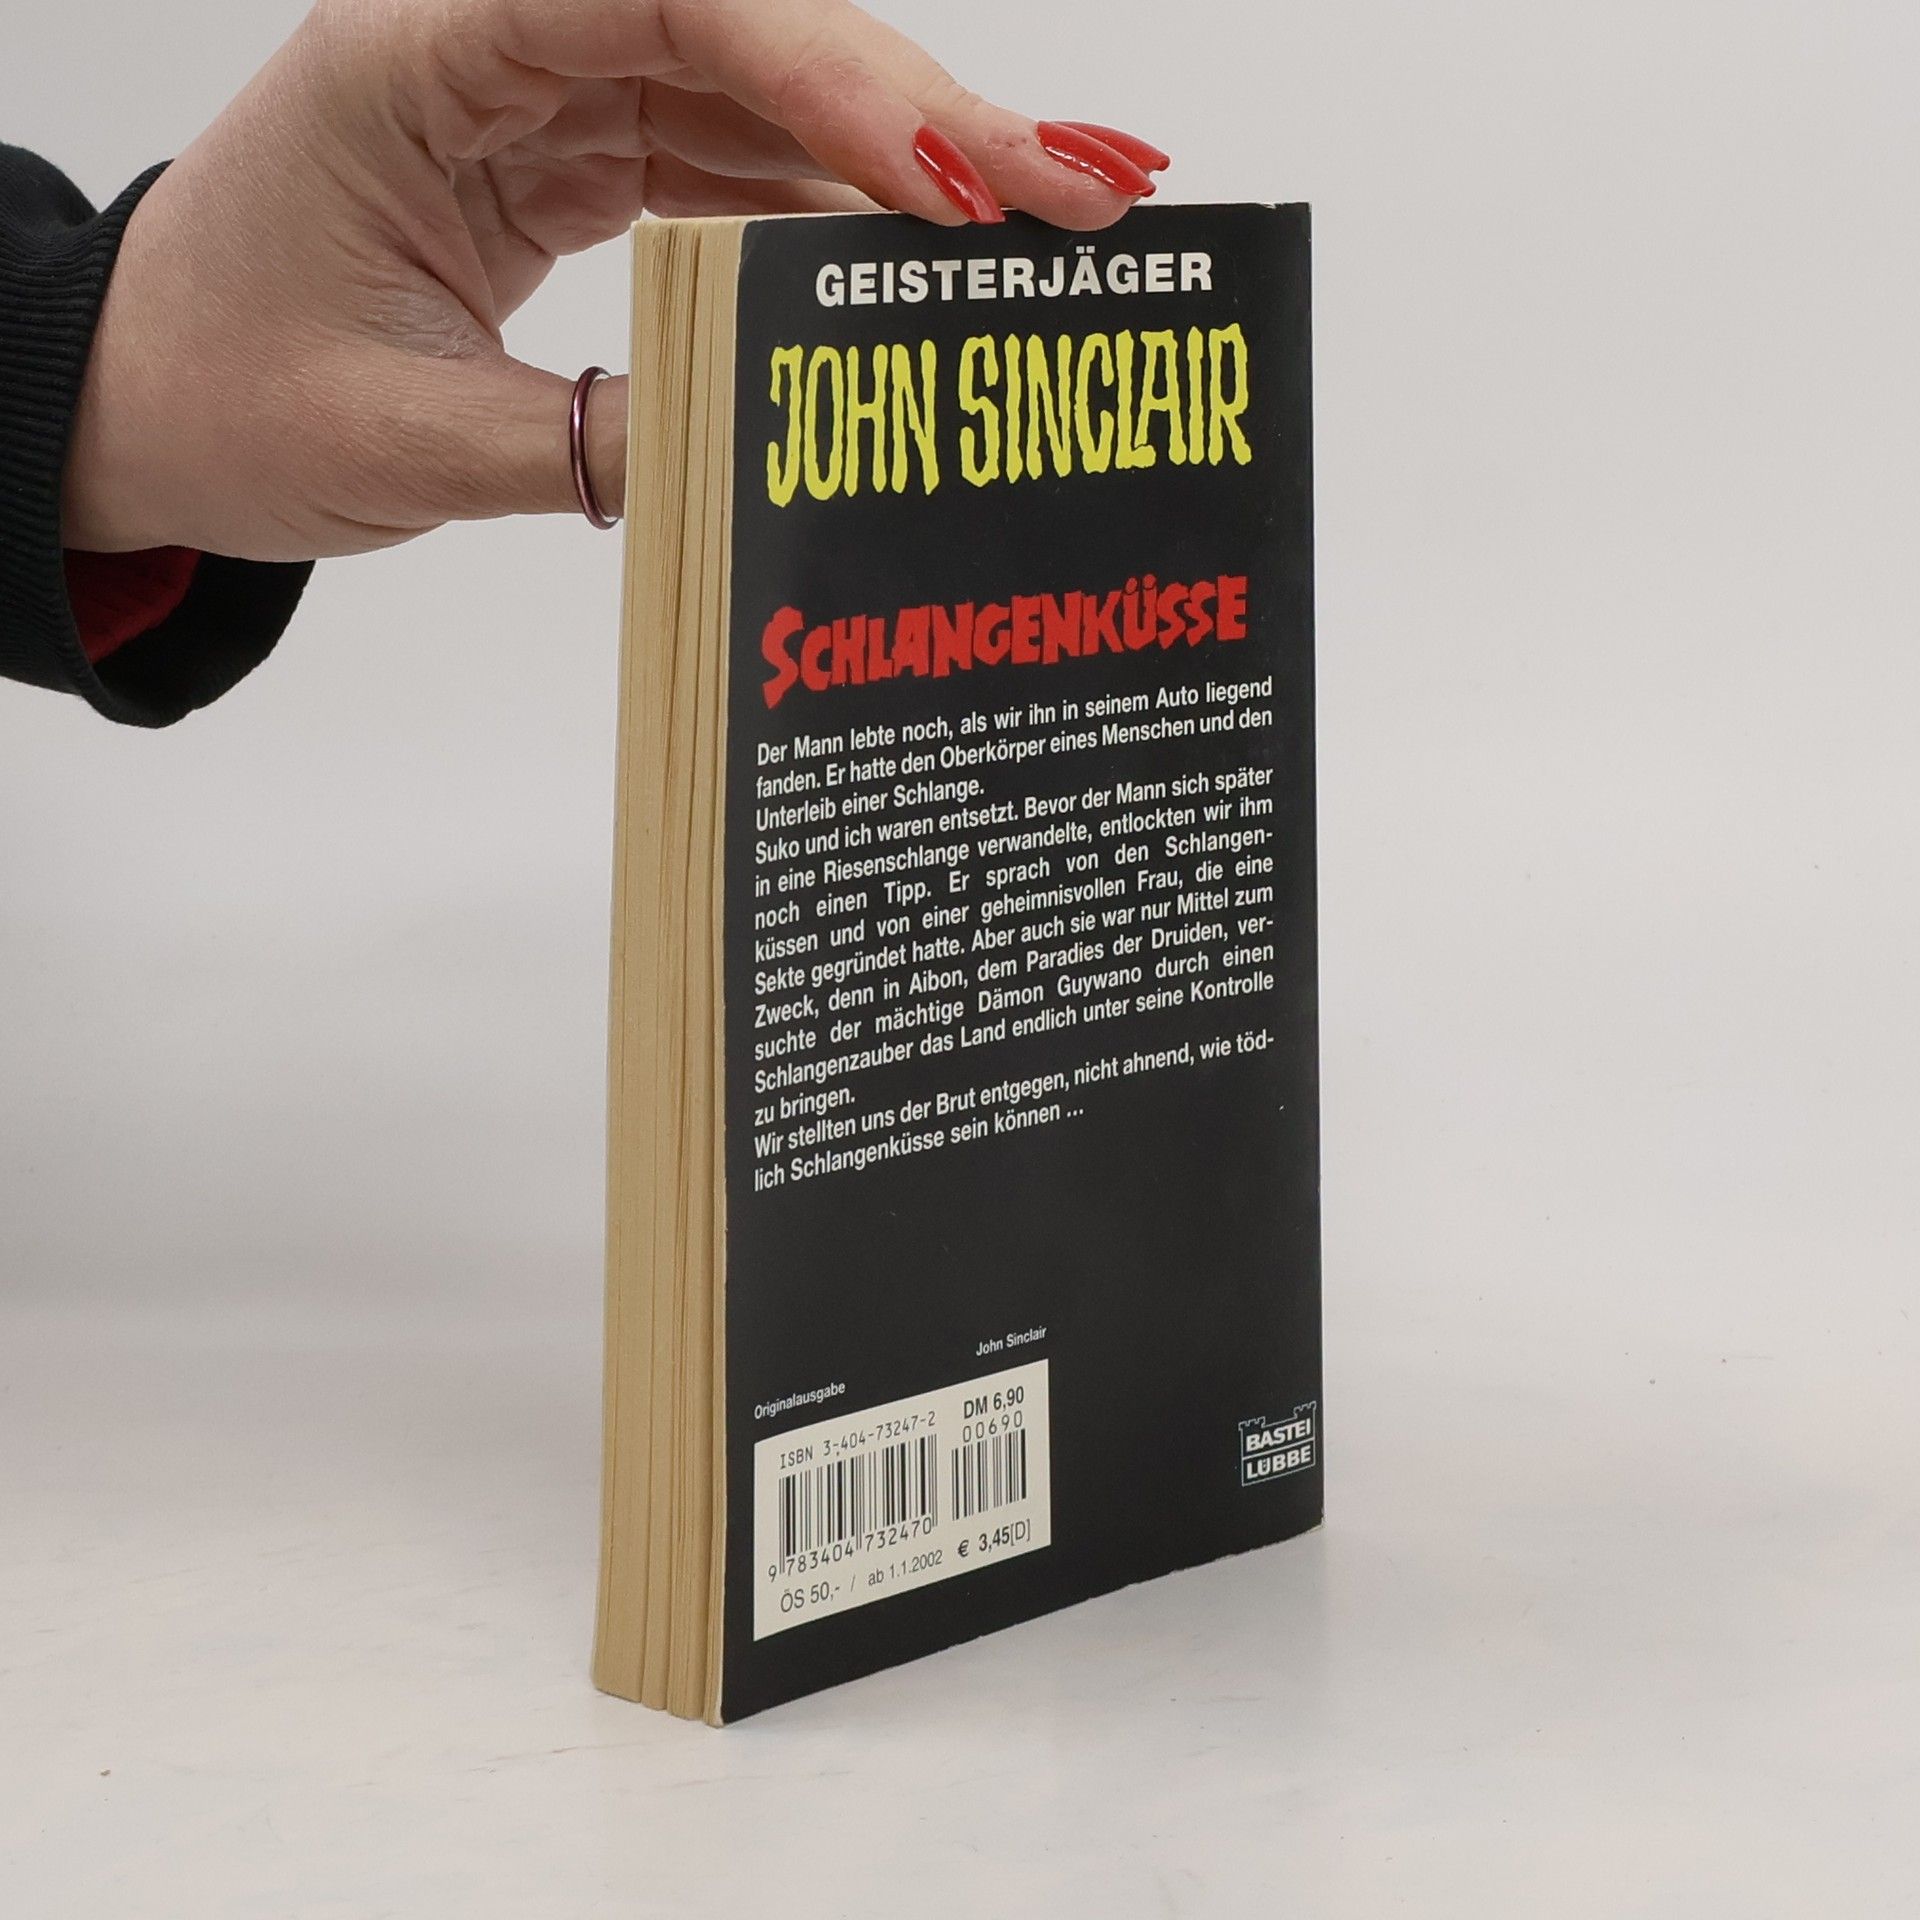 GEISTERJÄGER
JOHN SINCLAIR
SCHLANGENKÜSSE
Der Mann lebte noch, als wir ihn in seinem Auto liegend
fanden. Er hatte den Oberkörper eines Menschen und den
Unterleib einer Schlange.
Suko und ich waren entsetzt. Bevor der Mann sich später
in eine Riesenschlange verwandelte, entlockten wir ihm
noch einen Tipp. Er sprach von den Schlangen-
küssen und von einer geheimnisvollen Frau, die eine
Sekte gegründet hatte. Aber auch sie war nur Mittel zum
Zweck, denn in Aibon, dem Paradies der Druiden, ver-
suchte der mächtige Dämon Guywano durch einen
Schlangenzauber das Land endlich unter seine Kontrolle
zu bringen.
Wir stellten uns der Brut entgegen, nicht ahnend, wie töd-
lich Schlangenküsse sein können ...
Originalausgabe
John Sinclair
ISBN 3-404-73247-2
DM 6,90
00690
9 783404 732470
ÖS 50,- / ab 1.1.2002 € 3,45[D]
BASTEI
LÜBBE